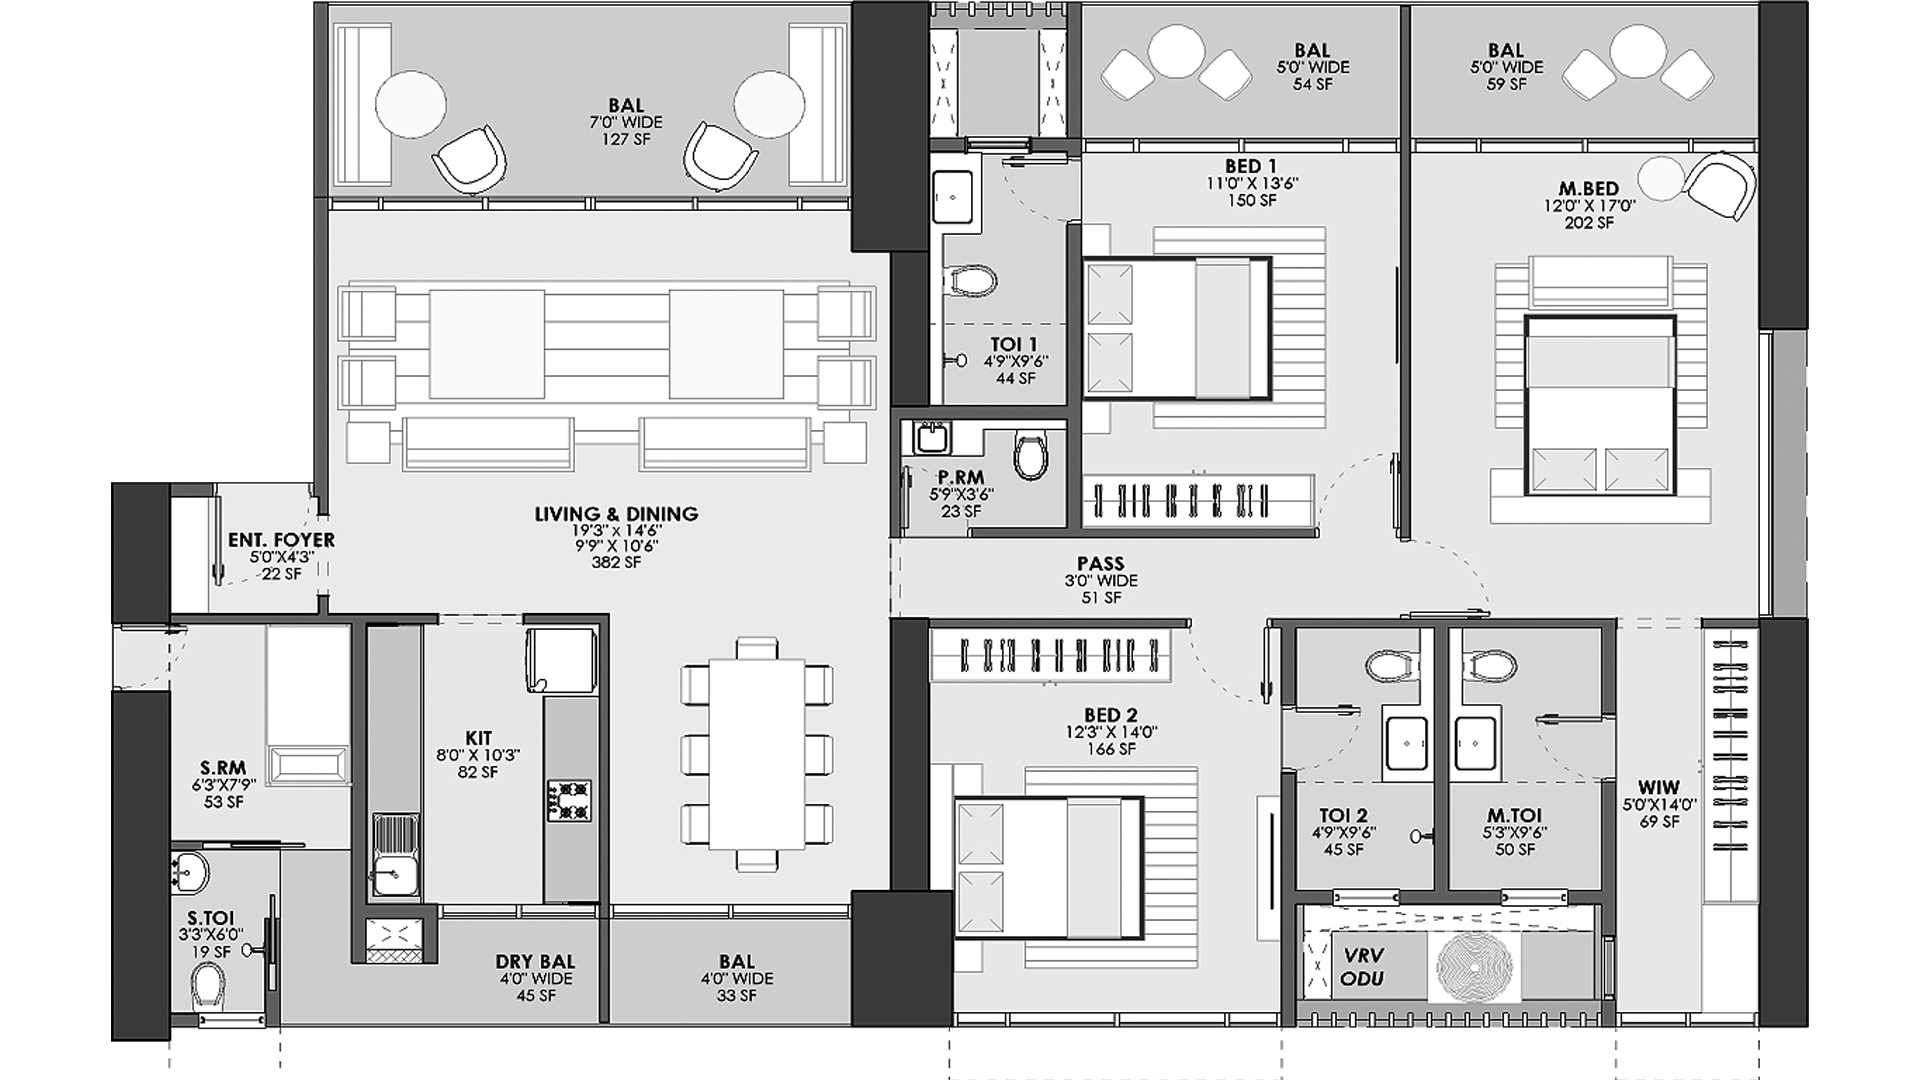 BAL
7'0" WIDE
127 SF
BAL
5'0" WIDE
54 SF
BAL
5'0" WIDE
59 SF
BED 1
11'0" X 13'6"
150 SF
M.BED
12'0" X 17'0"
202 SF
TOI 1
4'9"X9'6"
44 SF
P.RM
5'9"X3'6"
23 SF
LIVING & DINING
19'3" x 14'6"
9'9" X 10'6"
382 SF
ENT. FOYER
5'0"X4'3"
22 SF
PASS
3'0" WIDE
51 SF
BED 2
12'3" X 14'0"
166 SF
KIT
8'0" X 10'3"
82 SF
S.RM
6'3"X7'9"
53 SF
TOI 2
4'9"X9'6"
45 SF
M.TOI
5'3"X9'6"
50 SF
WIW
5'0"X14'0"
69 SF
S.TOI
3'3"X6'0"
19 SF
DRY BAL
4'0" WIDE
45 SF
BAL
4'0" WIDE
33 SF
VRV
ODU